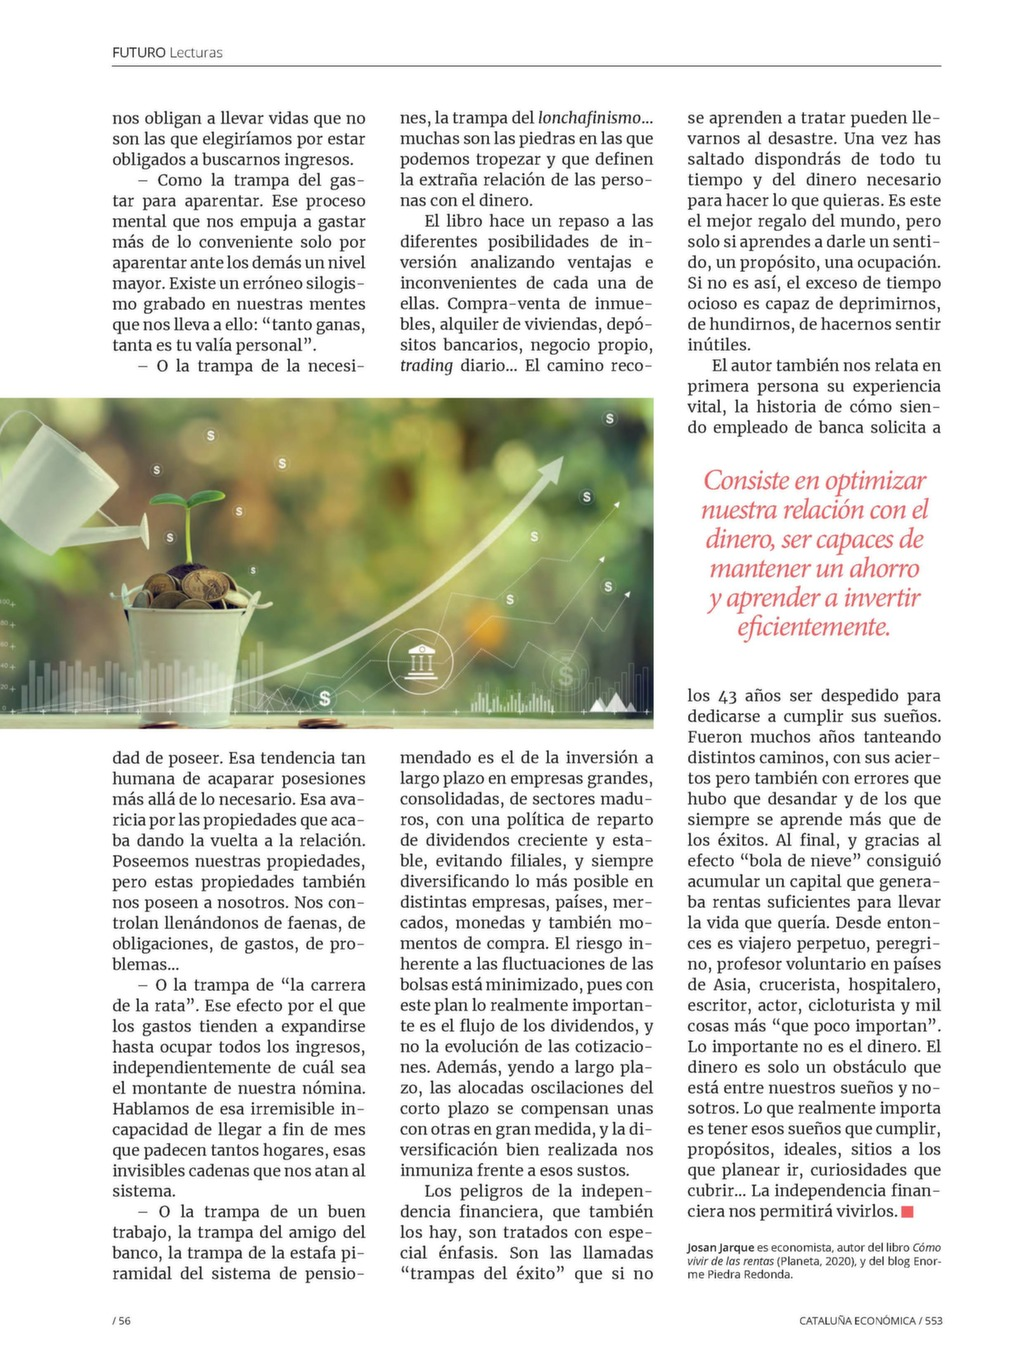 FUTURO Lecturas
nos obligan a llevar vidas que no
son las que elegiríamos por estar
obligados a buscarnos ingresos.
– Como la trampa del gas-
tar para aparentar. Ese proceso
mental que nos empuja a gastar
más de lo conveniente solo por
aparentar ante los demás un nivel
mayor. Existe un erróneo silogis-
mo grabado en nuestras mentes
que nos lleva a ello: “tanto ganas,
tanta es tu valía personal”.
– O la trampa de la necesi-
dad de poseer. Esa tendencia tan
humana de acaparar posesiones
más allá de lo necesario. Esa ava-
ricia por las propiedades que aca-
ba dando la vuelta a la relación.
Poseemos nuestras propiedades,
pero estas propiedades también
nos poseen a nosotros. Nos con-
trolan llenándonos de faenas, de
obligaciones, de gastos, de pro-
blemas...
– O la trampa de “la carrera
de la rata”. Ese efecto por el que
los gastos tienden a expandirse
hasta ocupar todos los ingresos,
independientemente de cuál sea
el montante de nuestra nómina.
Hablamos de esa irremisible in-
capacidad de llegar a fin de mes
que padecen tantos hogares, esas
invisibles cadenas que nos atan al
sistema.
– O la trampa de un buen
trabajo, la trampa del amigo del
banco, la trampa de la estafa pi-
ramidal del sistema de pensio-
nes, la trampa del lonchafinismo...
muchas son las piedras en las que
podemos tropezar y que definen
la extraña relación de las perso-
nas con el dinero.
El libro hace un repaso a las
diferentes posibilidades de in-
versión analizando ventajas e
inconvenientes de cada una de
ellas. Compra-venta de inmue-
bles, alquiler de viviendas, depó-
sitos bancarios, negocio propio,
trading diario... El camino reco-
mendado es el de la inversión a
largo plazo en empresas grandes,
consolidadas, de sectores madu-
ros, con una política de reparto
de dividendos creciente y esta-
ble, evitando filiales, y siempre
diversificando lo más posible en
distintas empresas, países, mer-
cados, monedas y también mo-
mentos de compra. El riesgo in-
herente a las fluctuaciones de las
bolsas está minimizado, pues con
este plan lo realmente importan-
te es el flujo de los dividendos, y
no la evolución de las cotizacio-
nes. Además, yendo a largo pla-
zo, las alocadas oscilaciones del
corto plazo se compensan unas
con otras en gran medida, y la di-
versificación bien realizada nos
inmuniza frente a esos sustos.
Los peligros de la indepen-
dencia financiera, que también
los hay, son tratados con espe-
cial énfasis. Son las llamadas
“trampas del éxito” que si no
se aprenden a tratar pueden lle-
varnos al desastre. Una vez has
saltado dispondrás de todo tu
tiempo y del dinero necesario
para hacer lo que quieras. Es este
el mejor regalo del mundo, pero
solo si aprendes a darle un senti-
do, un propósito, una ocupación.
Si no es así, el exceso de tiempo
ocioso es capaz de deprimirnos,
de hundirnos, de hacernos sentir
inútiles.
El autor también nos relata en
primera persona su experiencia
vital, la historia de cómo sien-
do empleado de banca solicita a
Consiste en optimizar
nuestra relación con el
dinero, ser capaces de
mantener un ahorro
y aprender a invertir
eficientemente.
los 43 años ser despedido para
dedicarse a cumplir sus sueños.
Fueron muchos años tanteando
distintos caminos, con sus acier-
tos pero también con errores que
hubo que desandar y de los que
siempre se aprende más que de
los éxitos. Al final, y gracias al
efecto “bola de nieve” consiguió
acumular un capital que genera-
ba rentas suficientes para llevar
la vida que quería. Desde enton-
ces es viajero perpetuo, peregri-
no, profesor voluntario en países
de Asia, crucerista, hospitalero,
escritor, actor, cicloturista y mil
cosas más “que poco importan”.
Lo importante no es el dinero. El
dinero es solo un obstáculo que
está entre nuestros sueños y no-
sotros. Lo que realmente importa
es tener esos sueños que cumplir,
propósitos, ideales, sitios a los
que planear ir, curiosidades que
cubrir... La independencia finan-
ciera nos permitirá vivirlos.
Josan Jarque es economista, autor del libro Cómo
vivir de las rentas (Planeta, 2020), y del blog Enor-
me Piedra Redonda.
/ 56
CATALUÑA ECONÓMICA / 553